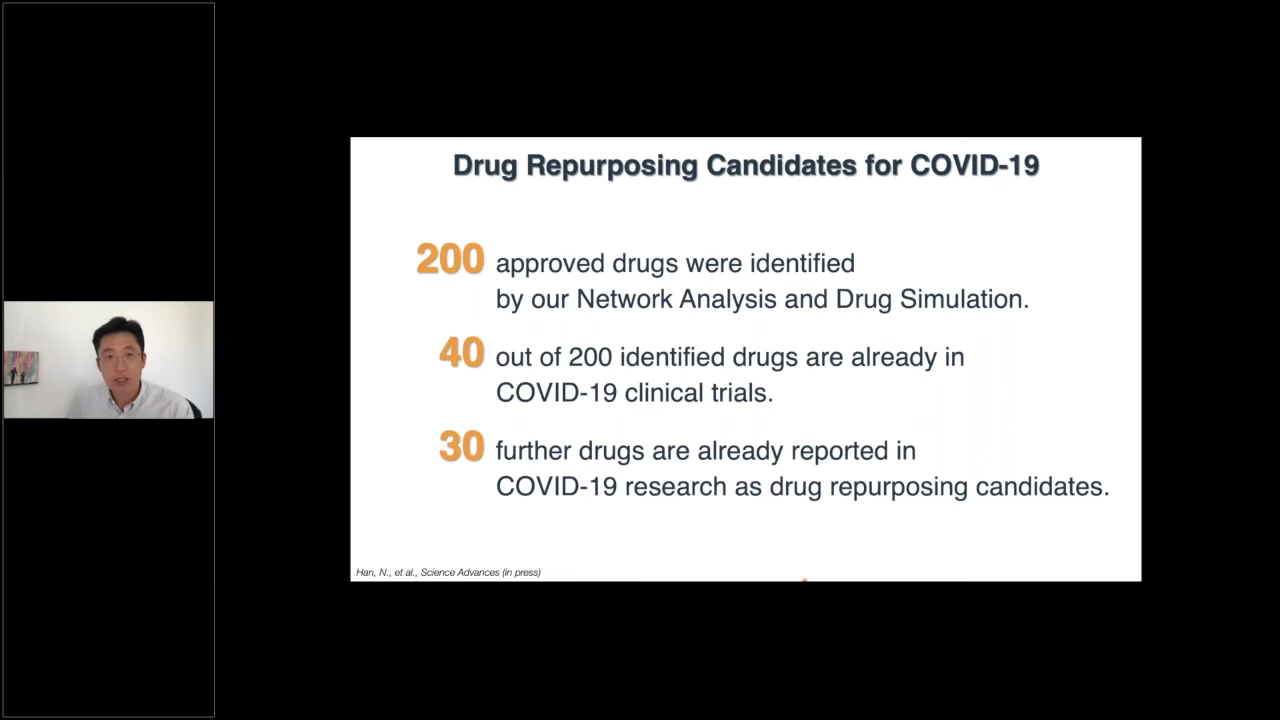 Drug Repurposing Candidates for COVID-19
200 approved drugs were identified
by our Network Analysis and Drug Simulation.
40 out of 200 identified drugs are already in
COVID-19 clinical trials.
30 further drugs are already reported in
COVID-19 research as drug repurposing candidates.
Han, N., et al., Science Advances (in press)